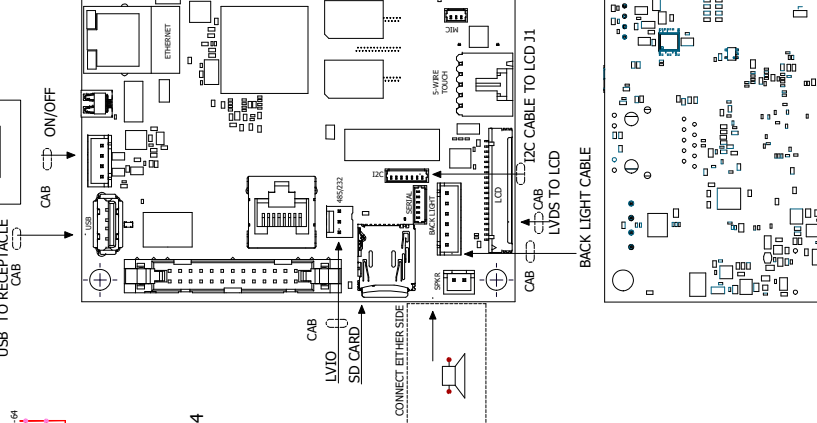 ETHERNET
MIC
5-WIRE
TOUCH
I2C CABLE TO LCD J1
ON/OFF
CAB
I2C
485/232
SERIAL
BACK LIGHT
LCD
CAB
LVDS TO LCD
BACK LIGHT CABLE
USB
USB TO RECEPTACLE
CAB
SPKR
CAB
CAB
LVIO
SD CARD
CONNECT EITHER SIDE
-64
4